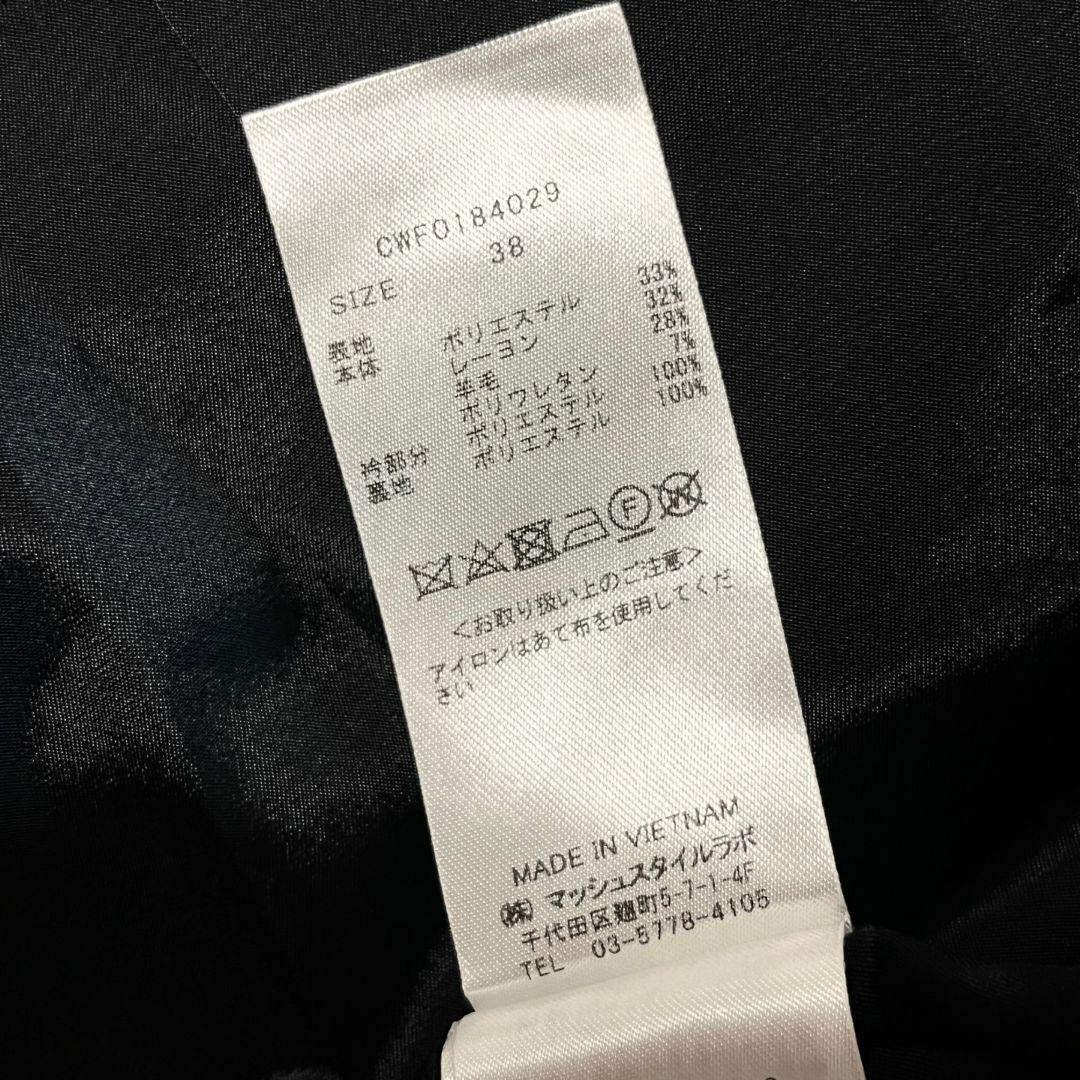 CWFO184029
SIZE 38
表地 ポリエステル 33%
本体 レーヨン 32%
羊毛 28%
ポリウレタン 7%
衿部分 ポリエステル 100%
裏地 ポリエステル 100%
F
W
<お取り扱い上のご注意>
アイロンはあて布を使用してくだ
さい
MADE IN VIETNAM
(株) マッシュスタイルラボ
千代田区麹町5-7-1-4F
TEL 03-5778-4105